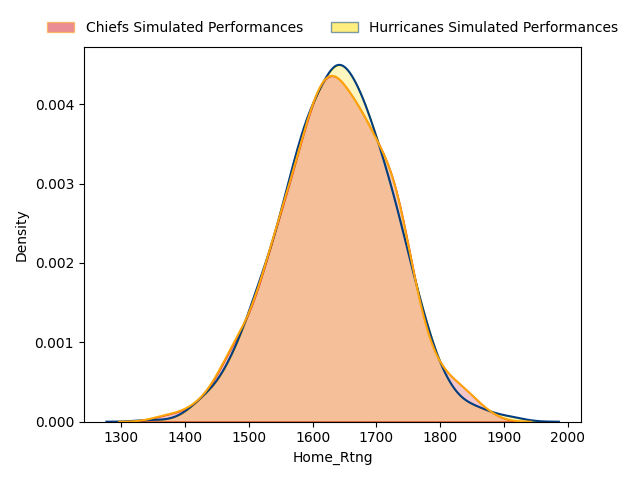 Chiefs Simulated Performances
Hurricanes Simulated Performances
0.004
0.003
0.002
0.001
0.000
Density
1300 1400 1500 1600 1700 1800 1900 2000
Home_Rtng